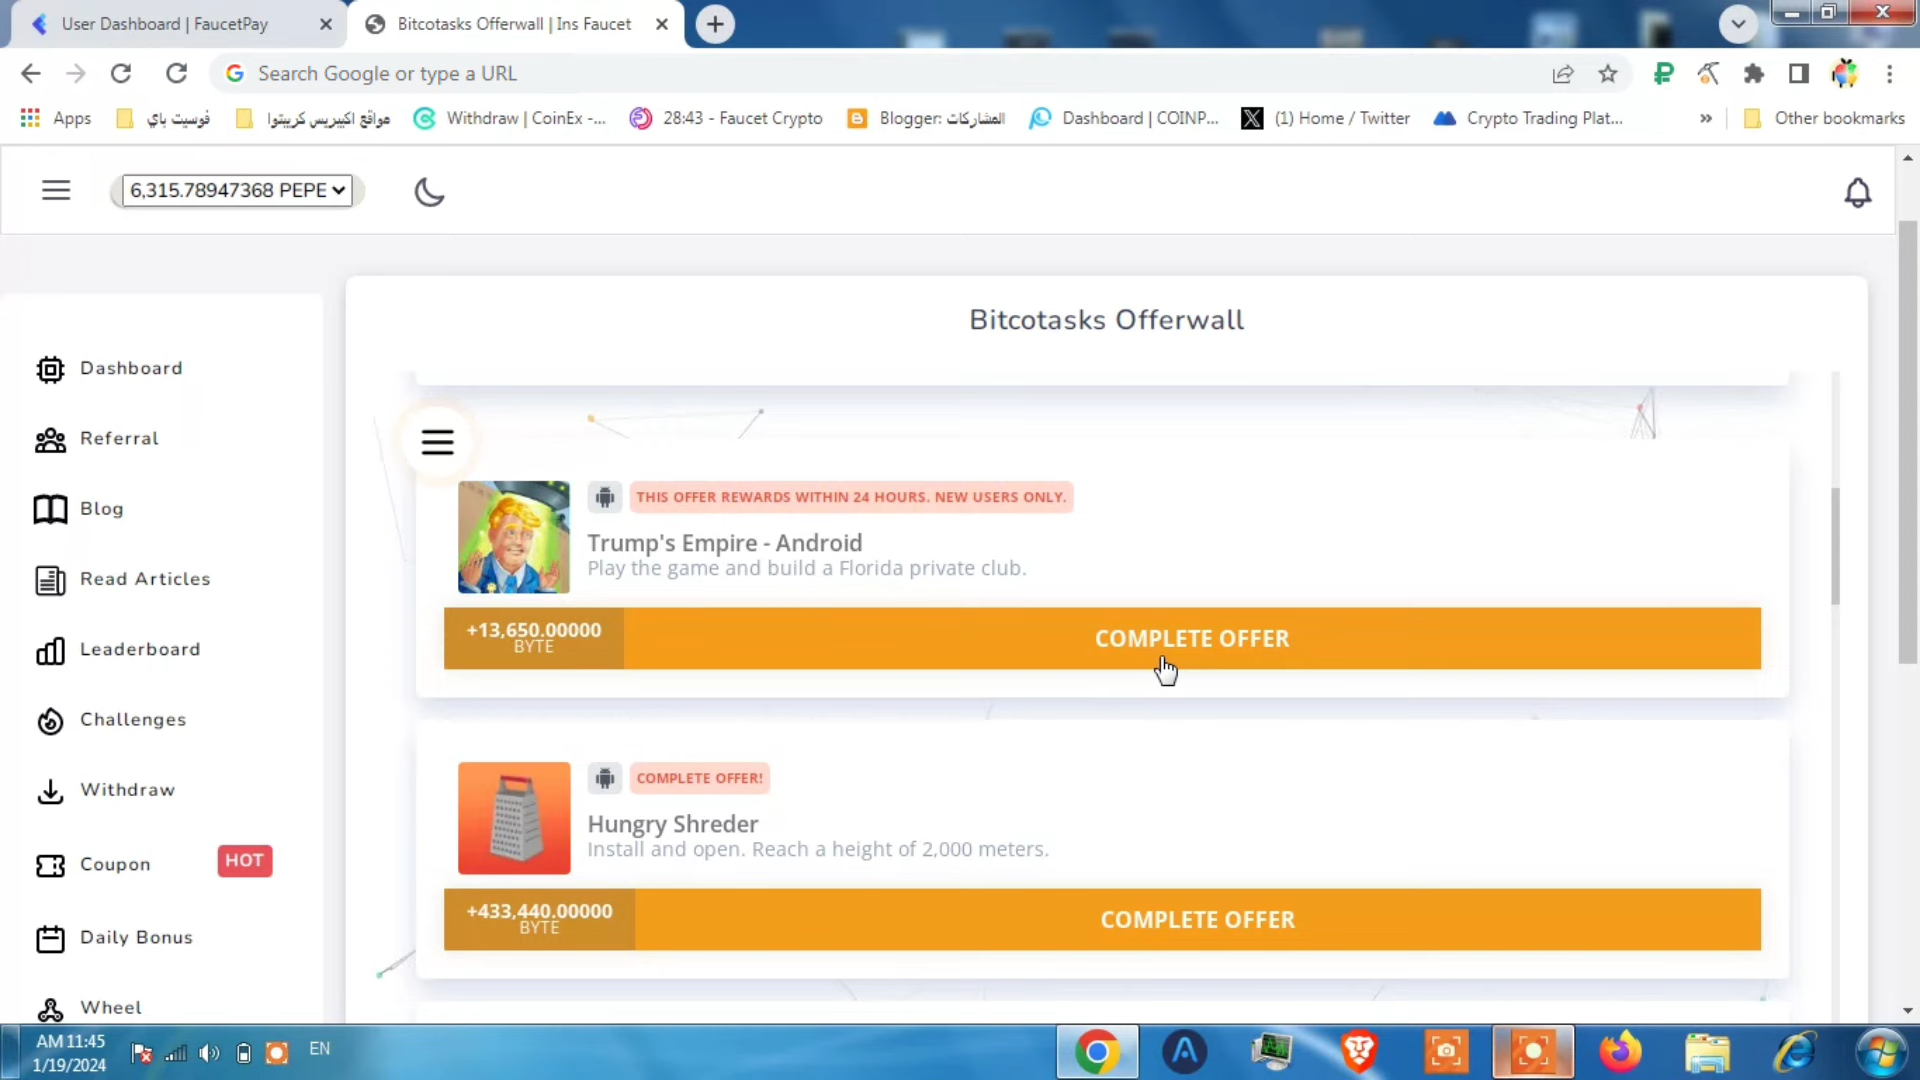 User Dashboard | FaucetPay
Bitcotasks Offerwall | Ins Faucet
Search Google or type a URL
Apps
فوسيت باي
مواقع اكبيريس كريبتوا
Withdraw | CoinEx -...
28:43 - Faucet Crypto
Blogger: المشاركات
Dashboard | COINP...
(1) Home / Twitter
Crypto Trading Plat...
Other bookmarks
6,315.78947368 PEPE
Bitcotasks Offerwall
Dashboard
Referral
Blog
Read Articles
Leaderboard
Challenges
Withdraw
Coupon
HOT
Daily Bonus
Wheel
THIS OFFER REWARDS WITHIN 24 HOURS. NEW USERS ONLY.
Trump's Empire - Android
Play the game and build a Florida private club.
+13,650.00000
BYTE
COMPLETE OFFER
COMPLETE OFFER!
Hungry Shreder
Install and open. Reach a height of 2,000 meters.
+433,440.00000
BYTE
COMPLETE OFFER
AM 11:45
1/19/2024
EN